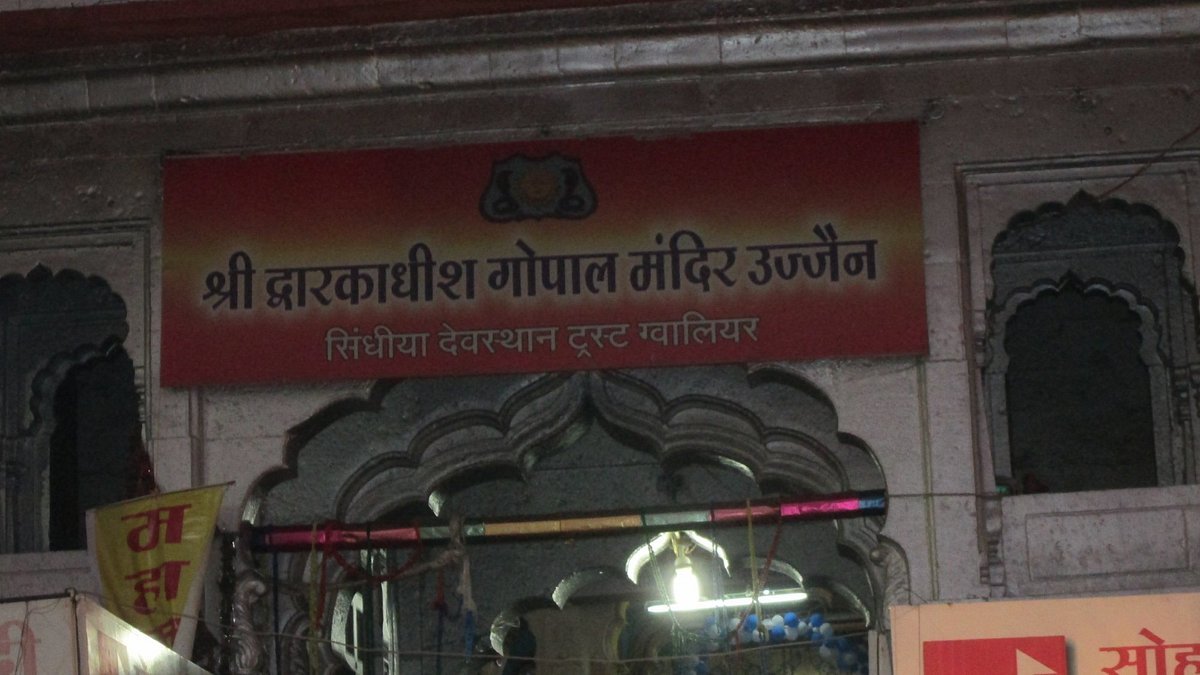 श्री द्वारकाधीश गोपाल मंदिर उज्जैन
सिंधीया देवस्थान ट्रस्ट ग्वालियर
म
हा